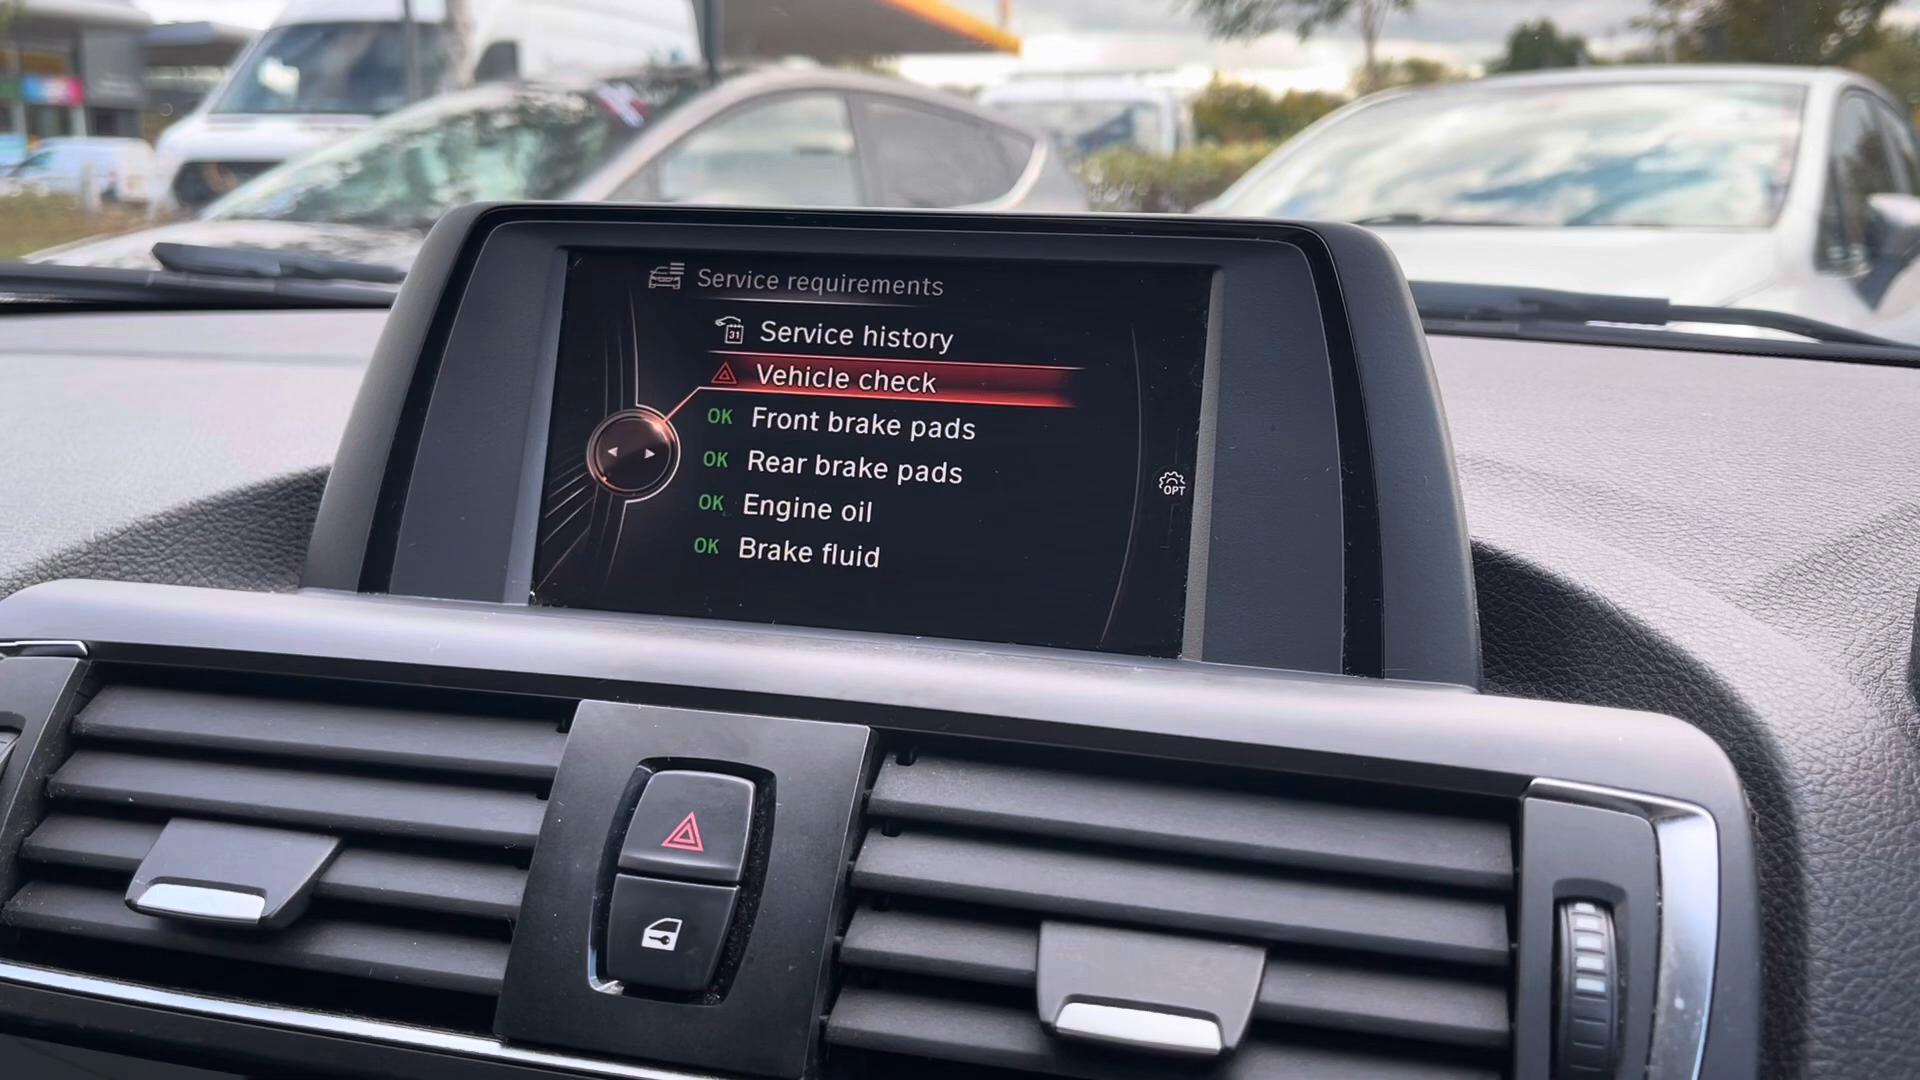 Service requirements
31 Service history
Vehicle check
OK Front brake pads
OK Rear brake pads
OK Engine oil
OK Brake fluid
OPT